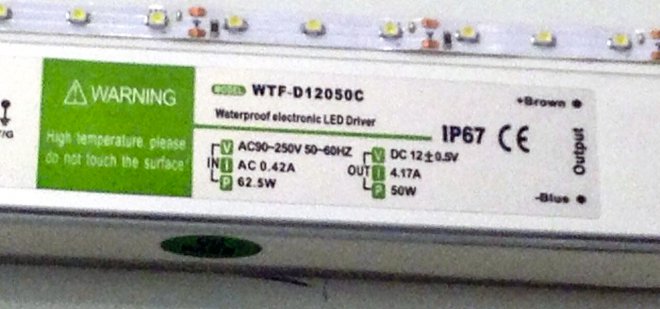 Y/G
WARNING
High temperature, please
do not touch the surface
MODEL WTF-D12050C
Waterproof electronic LED Driver
IP67 CE
IN
V AC90-250V 50-60HZ
I AC 0.42A
P 62.5W
OUT
V DC 12±0.5V
I 4.17A
P 50W
+Brown
Output
-Blue